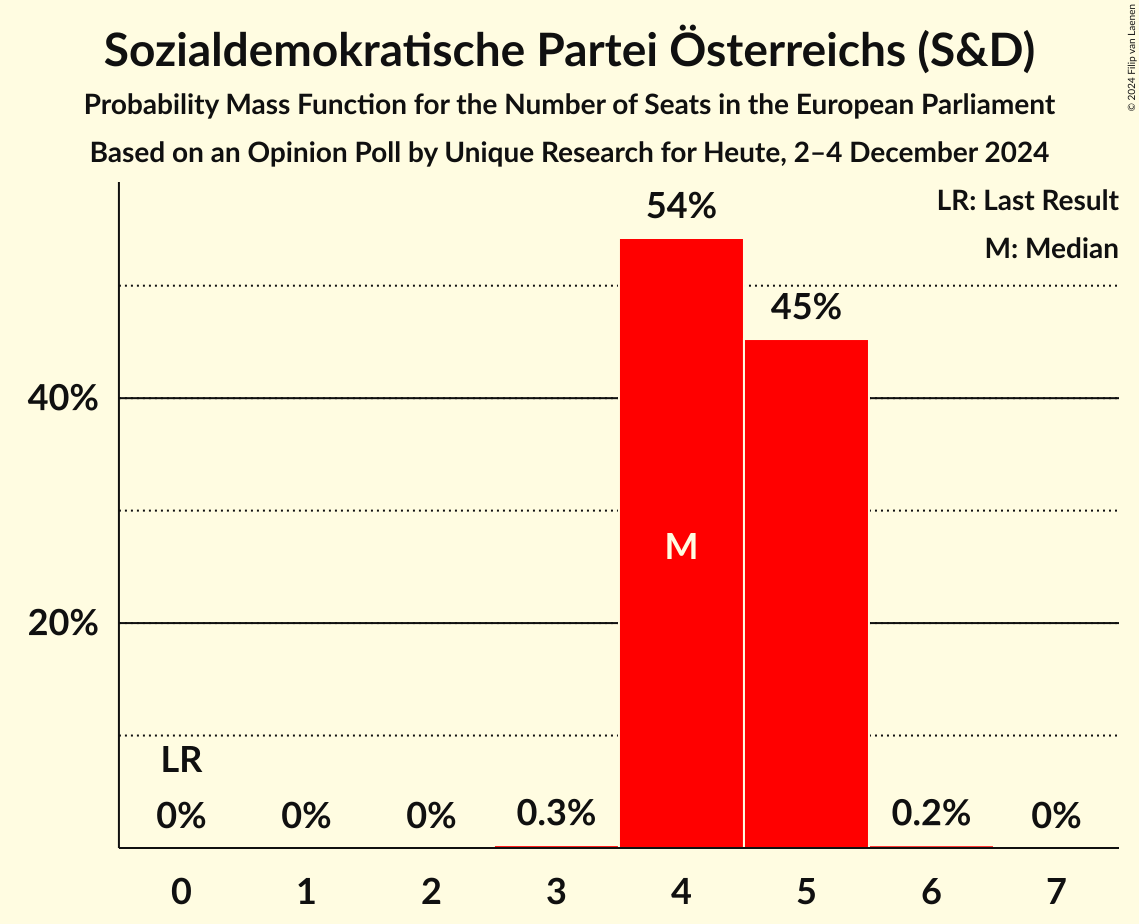 Sozialdemokratische Partei Österreichs (S&D)
Probability Mass Function for the Number of Seats in the European Parliament
Based on an Opinion Poll by Unique Research for Heute, 2–4 December 2024
© 2024 Filip van Laenen
LR: Last Result
M: Median
54%
45%
40%
M
20%
LR
0% 0% 0% 0.3% 0.2% 0%
0 1 2 3 4 5 6 7